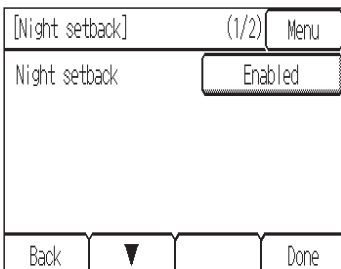 [Night setback] (1/2) Menu
Night setback Enabled
Back ▼ Done